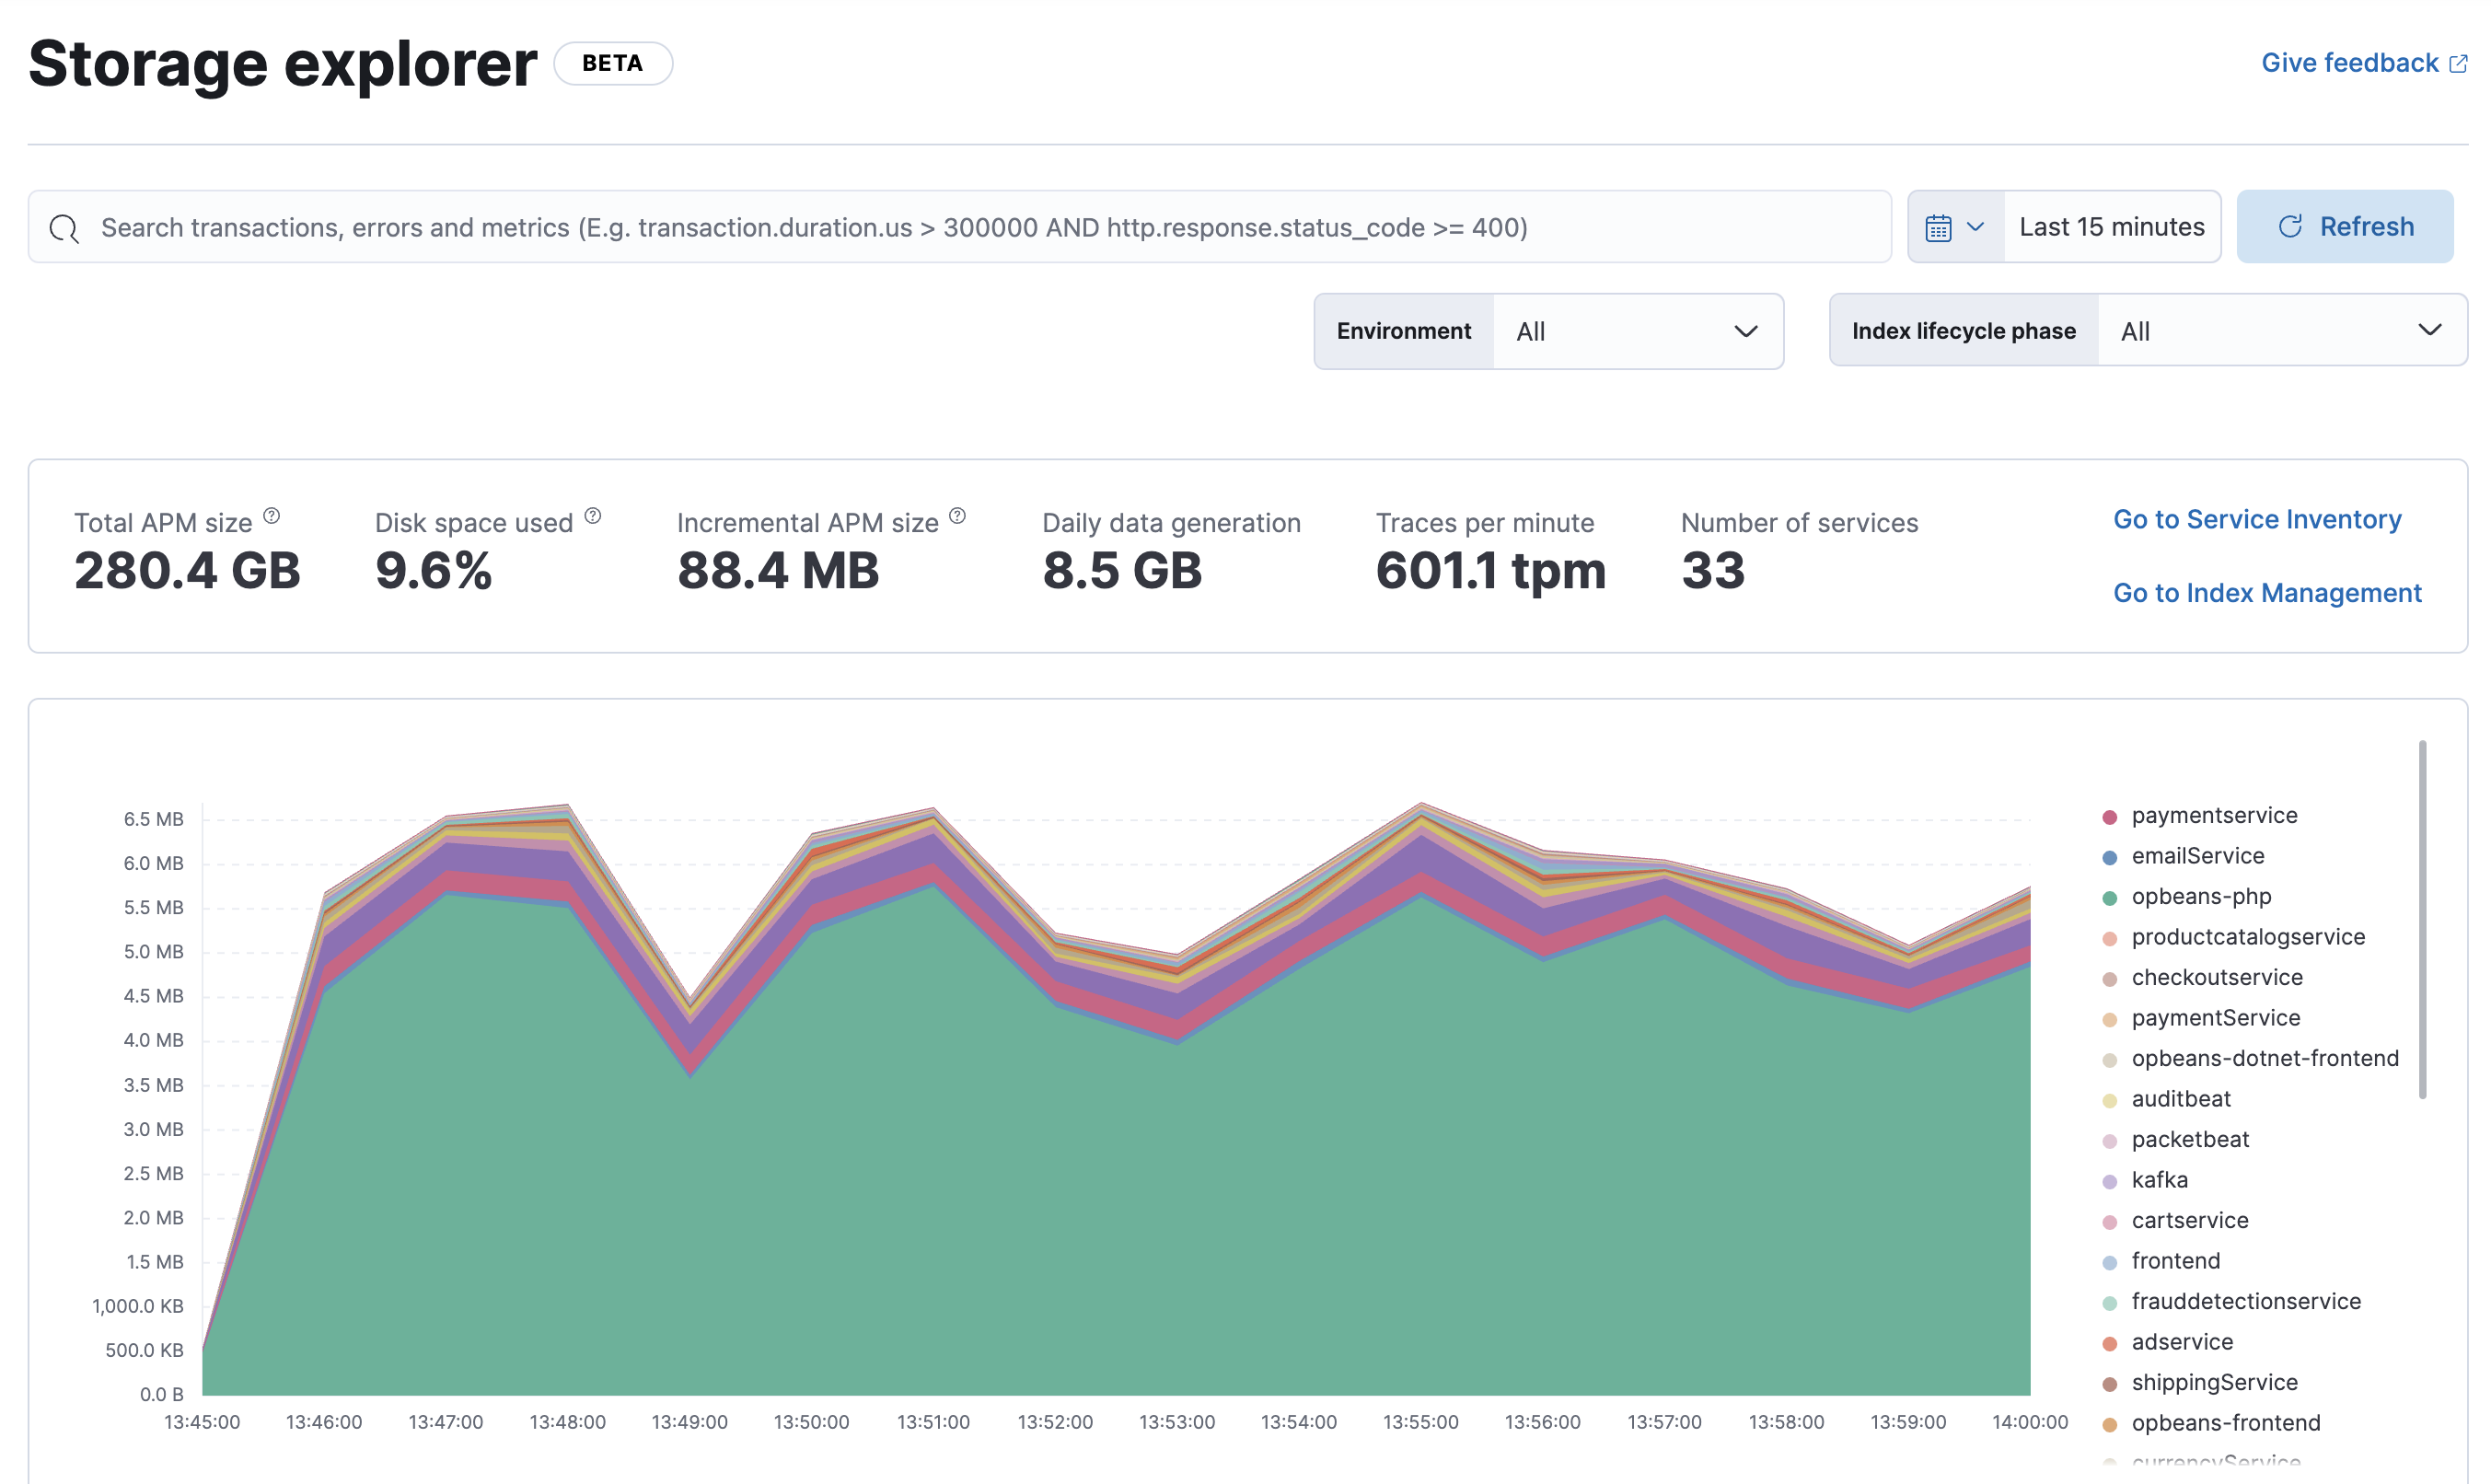 Storage explorer BETA
Give feedback
Search transactions, errors and metrics (E.g. transaction.duration.us > 300000 AND http.response.status_code >= 400)
Last 15 minutes
Refresh
Environment All
Index lifecycle phase All
Total APM size
280.4 GB
Disk space used
9.6%
Incremental APM size
88.4 MB
Daily data generation
8.5 GB
Traces per minute
601.1 tpm
Number of services
33
Go to Service Inventory
Go to Index Management
6.5 MB
6.0 MB
5.5 MB
5.0 MB
4.5 MB
4.0 MB
3.5 MB
3.0 MB
2.5 MB
2.0 MB
1.5 MB
1,000.0 KB
500.0 KB
0.0 B
13:45:00 13:46:00 13:47:00 13:48:00 13:49:00 13:50:00 13:51:00 13:52:00 13:53:00 13:54:00 13:55:00 13:56:00 13:57:00 13:58:00 13:59:00 14:00:00
paymentservice
emailService
opbeans-php
productcatalogservice
checkoutservice
paymentService
opbeans-dotnet-frontend
auditbeat
packetbeat
kafka
cartservice
frontend
frauddetectionservice
adservice
shippingService
opbeans-frontend
currencyService